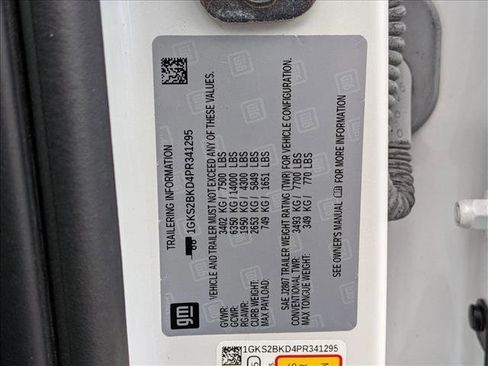 TRAILERING INFORMATION
1GKS2BKD4PR341295
VEHICLE AND TRAILER MUST NOT EXCEED ANY OF THESE VALUES.
GVWR: 3402 KG / 7500 LBS
GCWR: 6350 KG / 14000 LBS
RGAWR: 1950 KG / 4300 LBS
CURB WEIGHT: 2653 KG / 5849 LBS
MAX PAYLOAD: 749 KG / 1651 LBS
SAE J2807 TRAILER WEIGHT RATING (TWR) FOR VEHICLE CONFIGURATION.
CONVENTIONAL TWR: 3493 KG / 7700 LBS
MAX TONGUE WEIGHT: 349 KG / 770 LBS
SEE OWNER'S MANUAL FOR MORE INFORMATION
gm
1GKS2BKD4PR341295